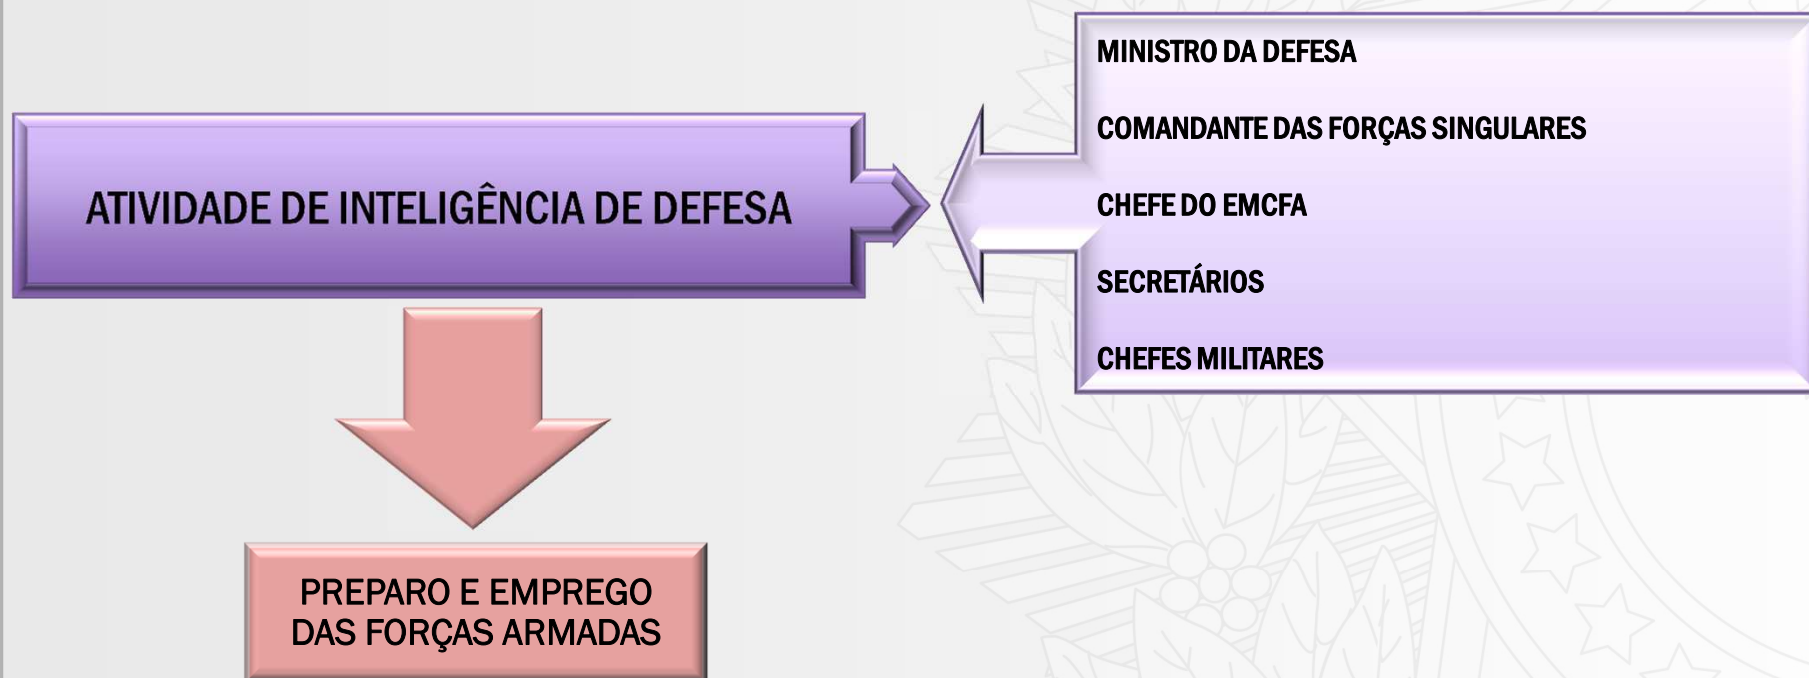 ATIVIDADE DE INTELIGÊNCIA DE DEFESA
MINISTRO DA DEFESA
COMANDANTE DAS FORÇAS SINGULARES
CHEFE DO EMCFA
SECRETÁRIOS
CHEFES MILITARES
PREPARO E EMPREGO
DAS FORÇAS ARMADAS